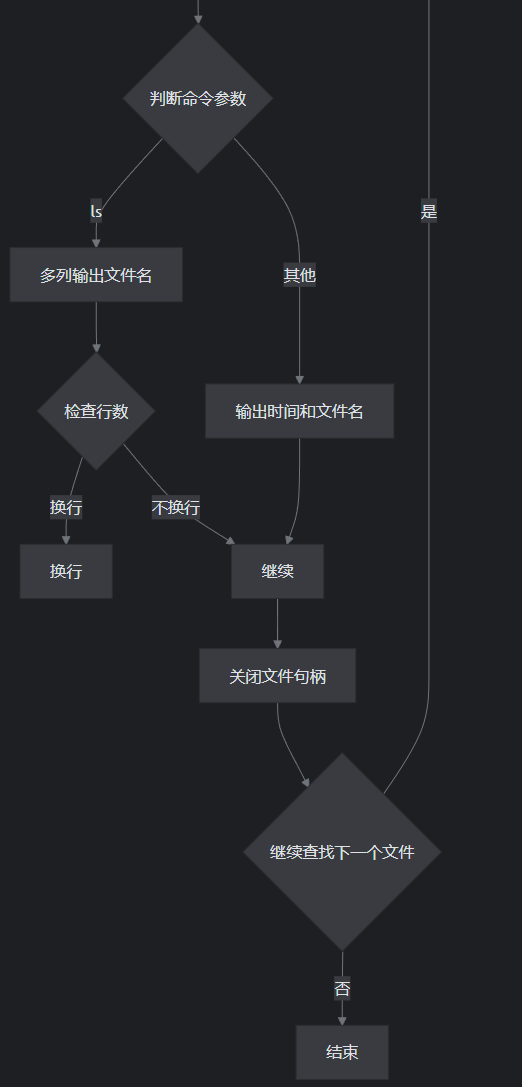 判断命令参数
ls
是
多列输出文件名
其他
检查行数
输出时间和文件名
换行
不换行
换行
继续
关闭文件句柄
继续查找下一个文件
否
结束